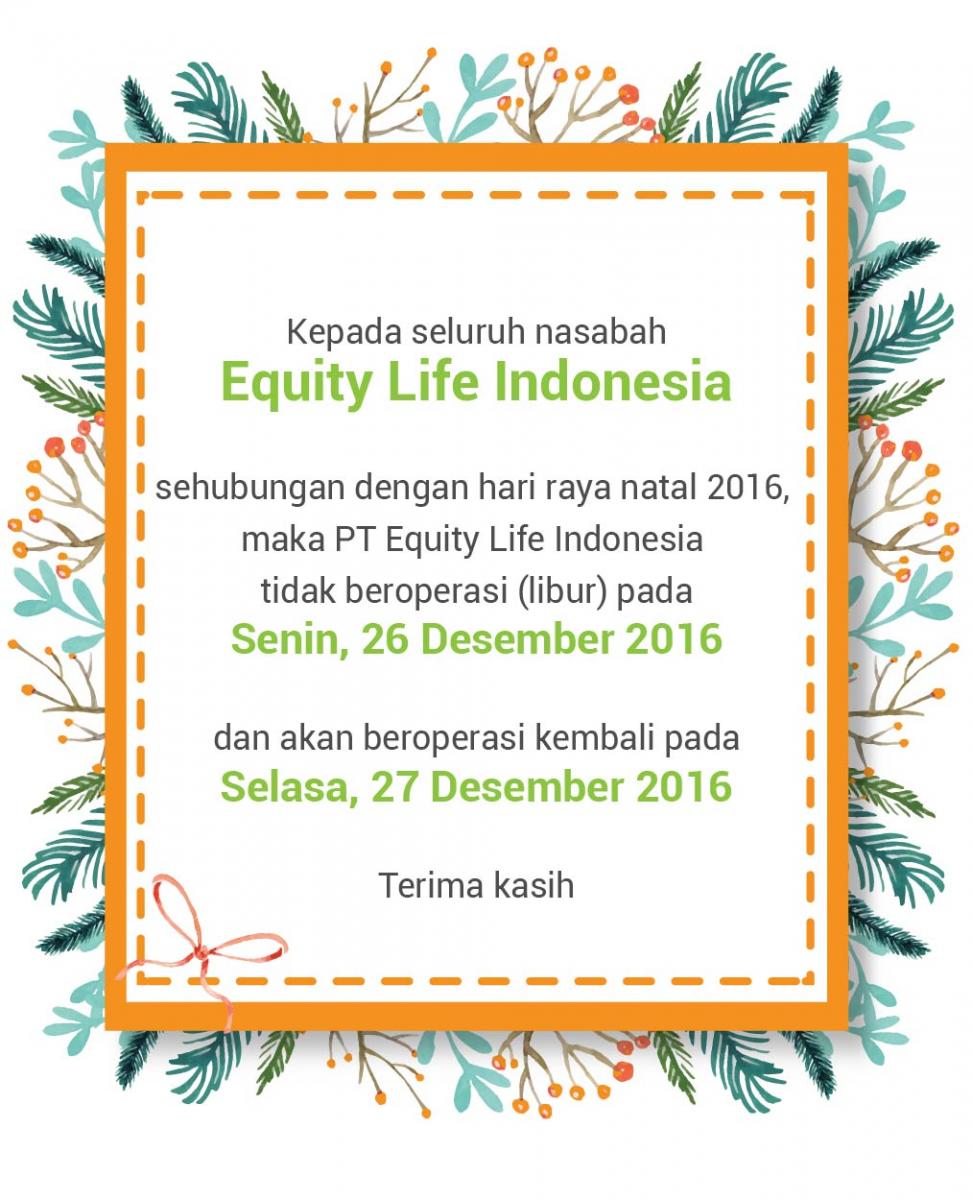 Kepada seluruh nasabah
Equity Life Indonesia
sehubungan dengan hari raya natal 2016,
maka PT Equity Life Indonesia
tidak beroperasi (libur) pada
Senin, 26 Desember 2016
dan akan beroperasi kembali pada
Selasa, 27 Desember 2016
Terima kasih